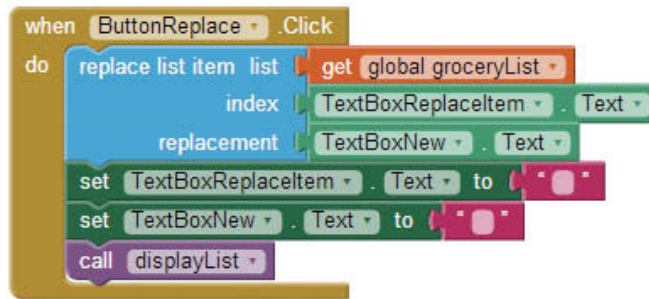 when ButtonReplace .Click
do replace list item list get global groceryList
index TextBoxReplaceItem . Text
replacement TextBoxNew . Text
set TextBoxReplaceItem . Text to " "
set TextBoxNew . Text to " "
call displayList